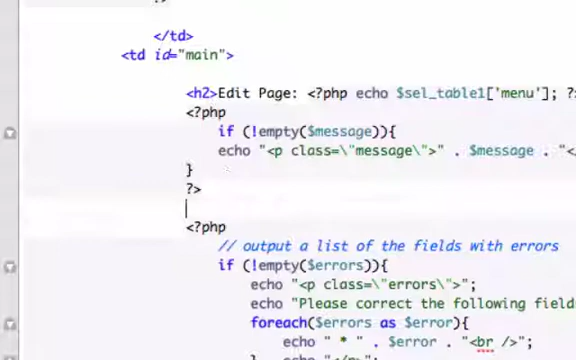 </td>
<td id="main">
<h2>Edit Page: <?php echo $sel_table1['menu']; ?
<?php
if (!empty($message)){
echo "<p class=\"message\">" . $message . "</
}
?>
<?php
// output a list of the fields with errors
if (!empty($errors)){
echo "<p class=\"errors\">";
echo "Please correct the following field
foreach($errors as $error){
echo " * " . $error . "<br />";